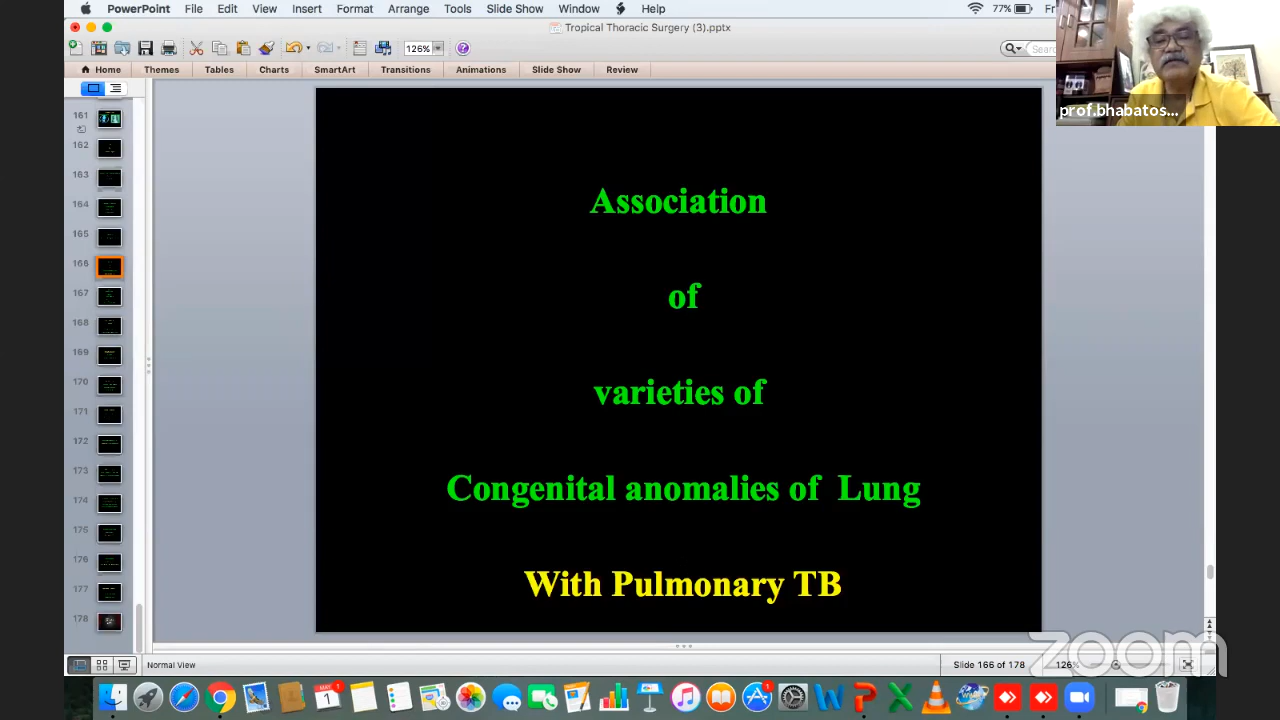 PowerPoint File Edit View Insert Format Arrange Tools Slide Show Window Help 77% Fr
Tropical Thoracic Surgery (3).pptx
126% Sear
Home Themes Tables Charts SmartArt Transitions Animations Slide Show Review
prof.bhabatos...
161
162
163
164
165
166
167
168
169
170
171
172
173
174
175
176
177
178
Association
of
varieties of
Congenital anomalies of Lung
With Pulmonary TB
zoom
Normal View Slide 166 of 178 126%